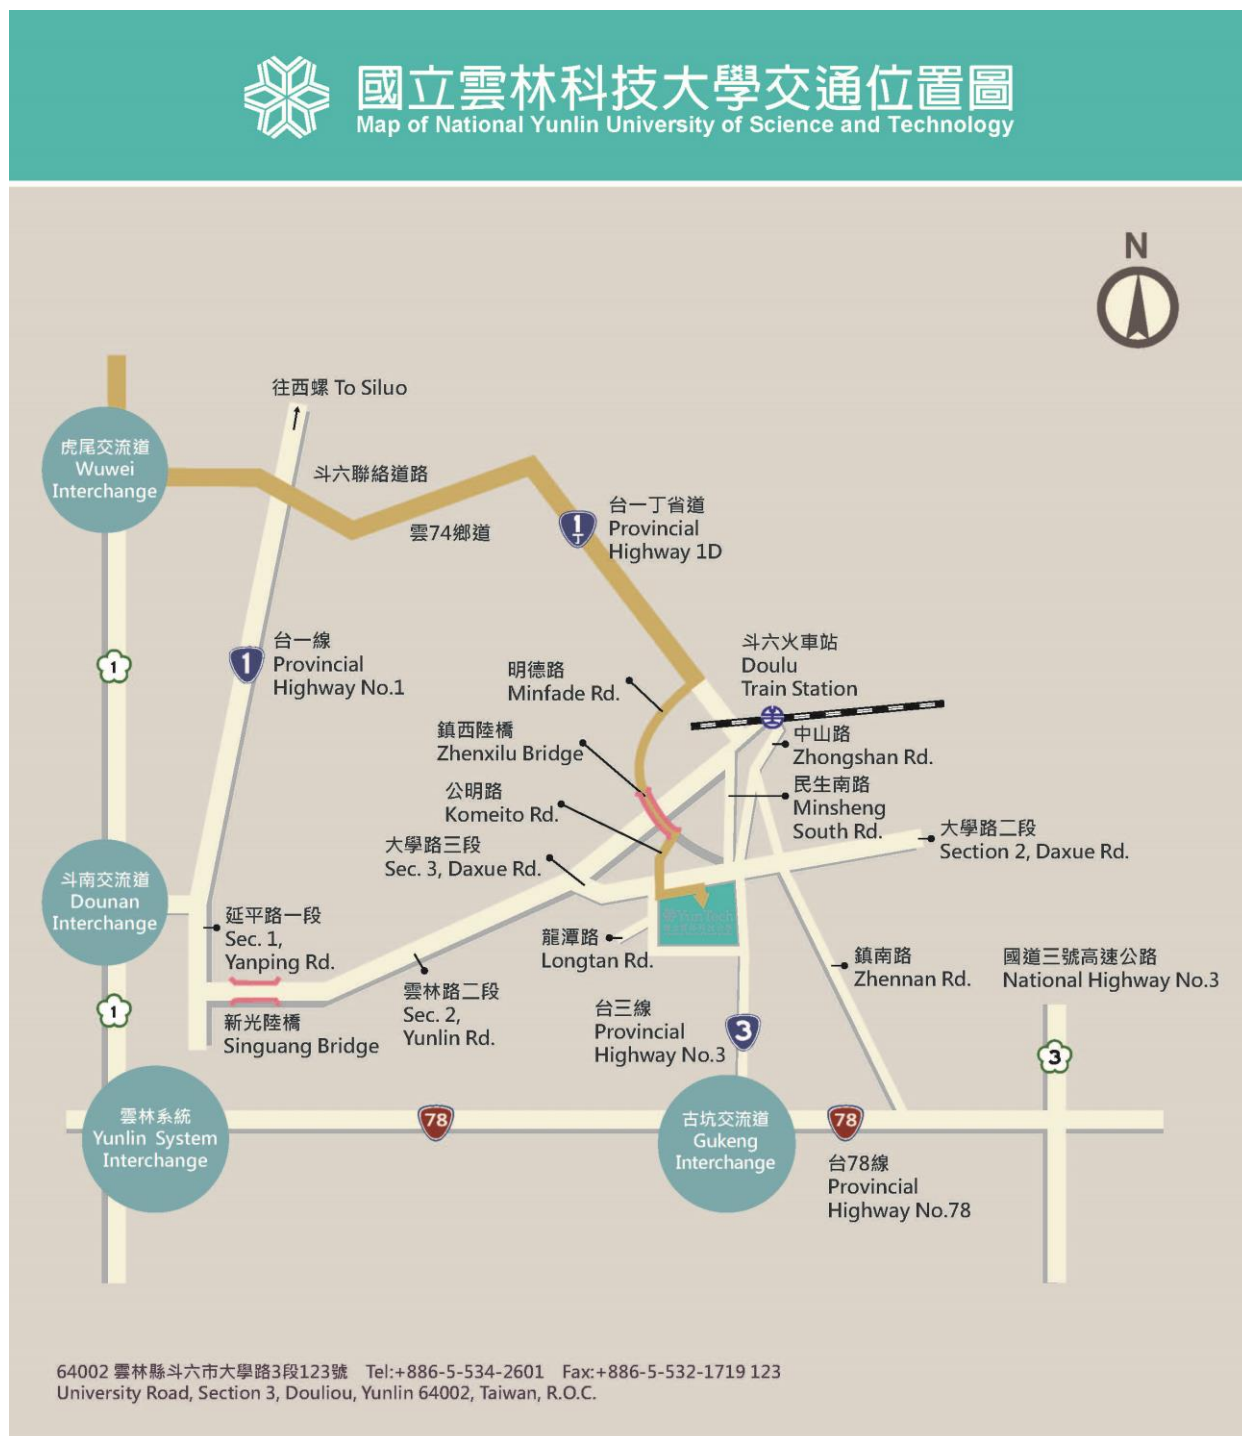 國立雲林科技大學交通位置圖
Map of National Yunlin University of Science and Technology
N
往西螺 To Siluo
虎尾交流道
Wuwei
Interchange
斗六聯絡道路
雲74鄉道
1
丁
台一丁省道
Provincial
Highway 1D
1
1
台一線
Provincial
Highway No.1
斗六火車站
Doulu
Train Station
明德路
Minfade Rd.
鎮西陸橋
Zhenxilu Bridge
中山路
Zhongshan Rd.
公明路
Komeito Rd.
民生南路
Minsheng
South Rd.
大學路三段
Sec. 3, Daxue Rd.
大學路二段
Section 2, Daxue Rd.
斗南交流道
Dounan
Interchange
延平路一段
Sec. 1,
Yanping Rd.
YunTech
龍潭路
Longtan Rd.
鎮南路
Zhennan Rd.
國道三號高速公路
National Highway No.3
1
新光陸橋
Singuang Bridge
雲林路二段
Sec. 2,
Yunlin Rd.
台三線
Provincial
Highway No.3
3
3
雲林系統
Yunlin System
Interchange
78
古坑交流道
Gukeng
Interchange
78
台78線
Provincial
Highway No.78
64002 雲林縣斗六市大學路3段123號 Tel:+886-5-534-2601 Fax:+886-5-532-1719 123
University Road, Section 3, Douliou, Yunlin 64002, Taiwan, R.O.C.